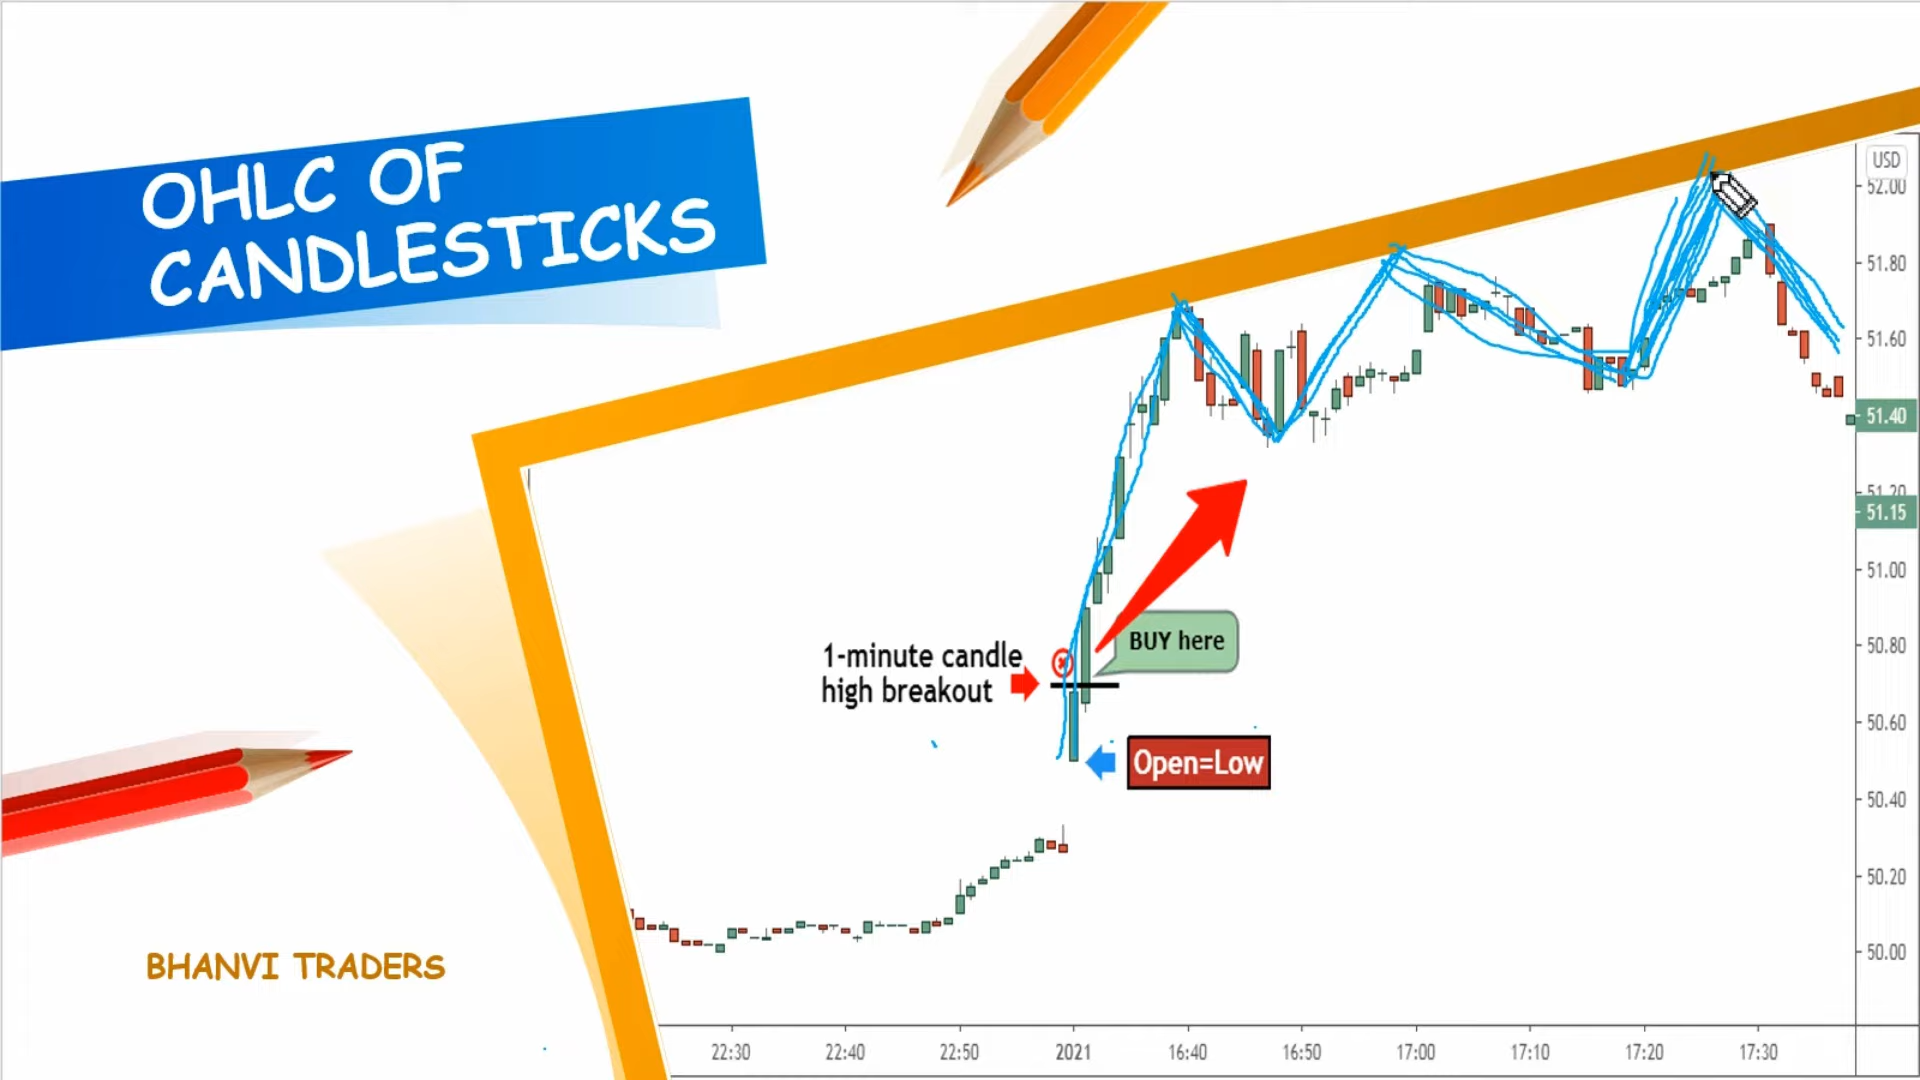 OHLC OF
CANDLESTICKS
USD
52.00
51.80
51.60
51.40
51.20
51.15
51.00
1-minute candle
high breakout
BUY here
50.80
50.60
Open=Low
50.40
50.20
50.00
BHANVI TRADERS
22:30 22:40 22:50 2021 16:40 16:50 17:00 17:10 17:20 17:30